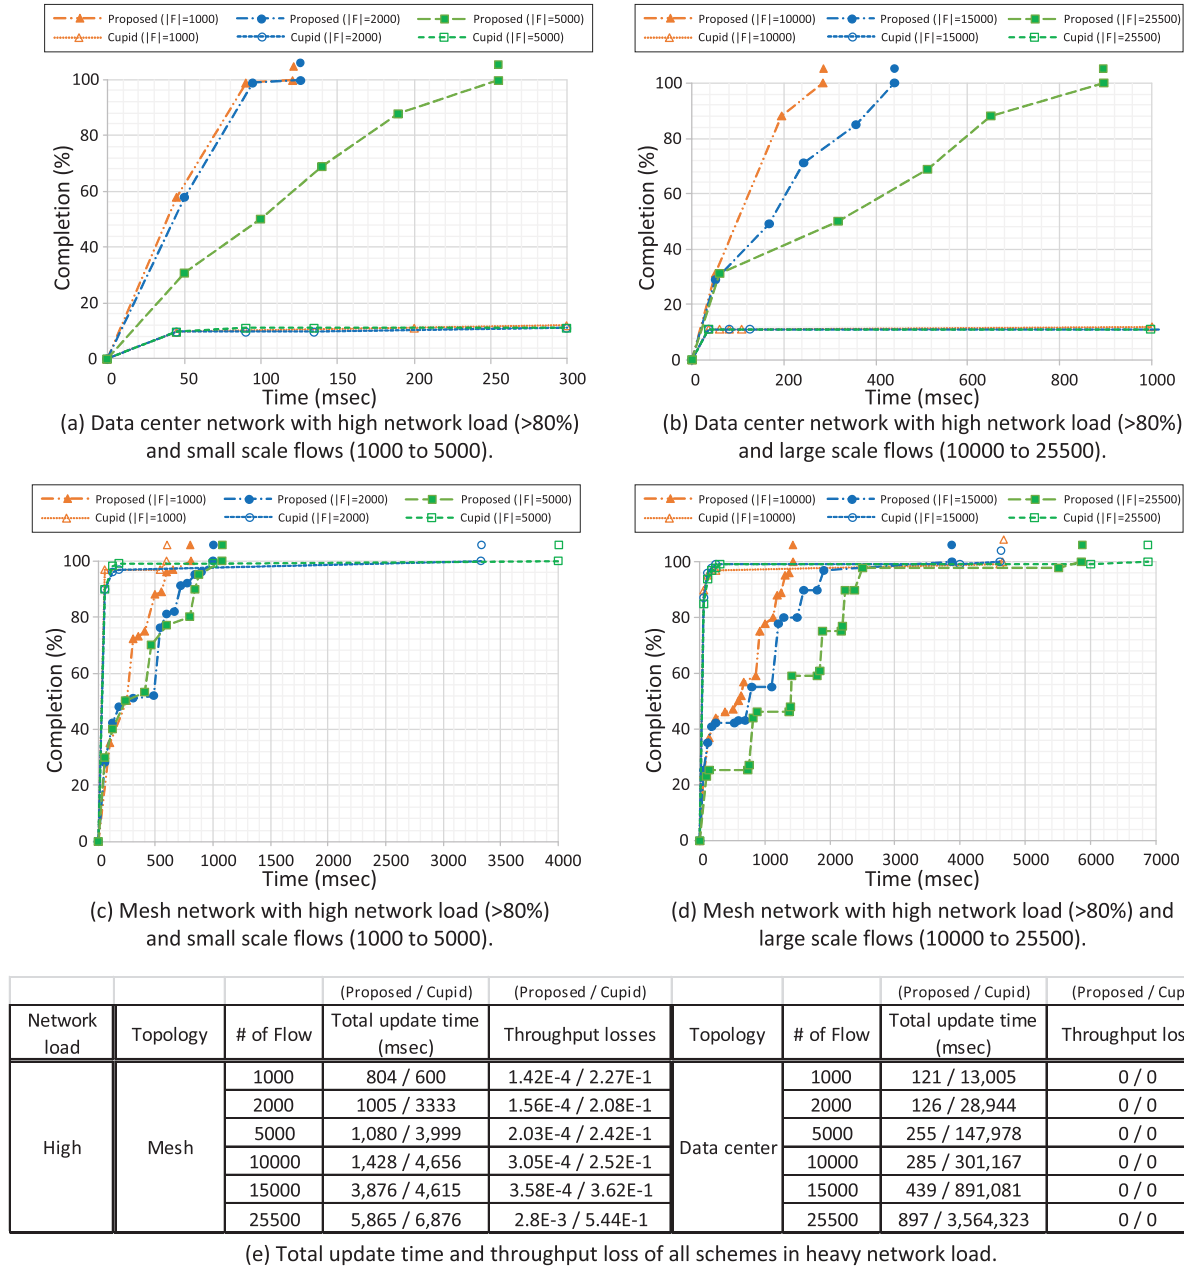 Proposed (|F|=1000) Proposed (|F|=2000) Proposed (|F|=5000)
Cupid (|F|=1000) Cupid (|F|=2000) Cupid (|F|=5000)
Completion (%)
100
80
60
40
20
0
0 50 100 150 200 250 300
Time (msec)
(a) Data center network with high network load (>80%)
and small scale flows (1000 to 5000).
Proposed (|F|=10000) Proposed (|F|=15000) Proposed (|F|=25500)
Cupid (|F|=10000) Cupid (|F|=15000) Cupid (|F|=25500)
Completion (%)
100
80
60
40
20
0
0 200 400 600 800 1000
Time (msec)
(b) Data center network with high network load (>80%)
and large scale flows (10000 to 25500).
Proposed (|F|=1000) Proposed (|F|=2000) Proposed (|F|=5000)
Cupid (|F|=1000) Cupid (|F|=2000) Cupid (|F|=5000)
Completion (%)
100
80
60
40
20
0
0 500 1000 1500 2000 2500 3000 3500 4000
Time (msec)
(c) Mesh network with high network load (>80%)
and small scale flows (1000 to 5000).
Proposed (|F|=10000) Proposed (|F|=15000) Proposed (|F|=25500)
Cupid (|F|=10000) Cupid (|F|=15000) Cupid (|F|=25500)
Completion (%)
100
80
60
40
20
0
0 1000 2000 3000 4000 5000 6000 7000
Time (msec)
(d) Mesh network with high network load (>80%) and
large scale flows (10000 to 25500).
(Proposed / Cupid) (Proposed / Cupid) (Proposed / Cupid) (Proposed / Cup
Network load Topology # of Flow Total update time (msec) Throughput losses Topology # of Flow Total update time (msec) Throughput los
High Mesh 1000 804 / 600 1.42E-4 / 2.27E-1 Data center 1000 121 / 13,005 0 / 0
2000 1005 / 3333 1.56E-4 / 2.08E-1 2000 126 / 28,944 0 / 0
5000 1,080 / 3,999 2.03E-4 / 2.42E-1 5000 255 / 147,978 0 / 0
10000 1,428 / 4,656 3.05E-4 / 2.52E-1 10000 285 / 301,167 0 / 0
15000 3,876 / 4,615 3.58E-4 / 3.62E-1 15000 439 / 891,081 0 / 0
25500 5,865 / 6,876 2.8E-3 / 5.44E-1 25500 897 / 3,564,323 0 / 0
(e) Total update time and throughput loss of all schemes in heavy network load.